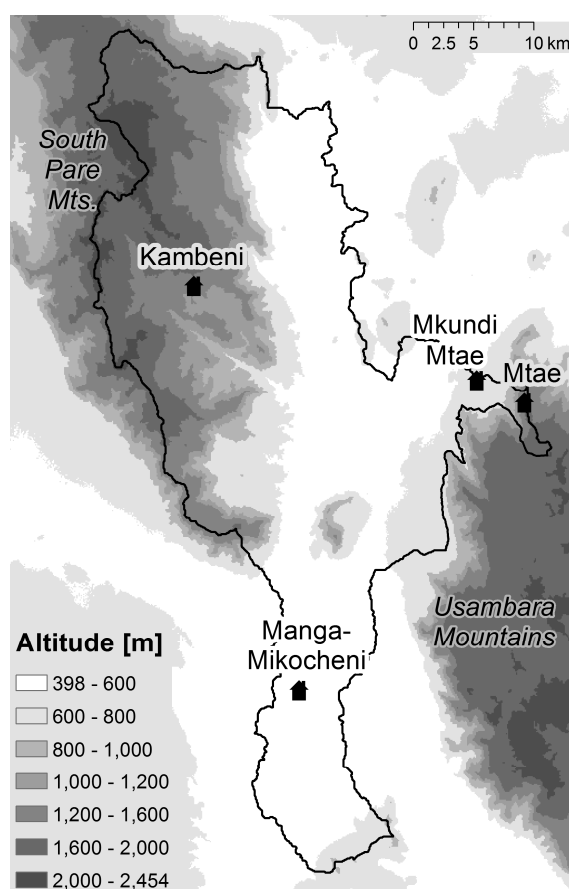 0 2.5 5 10 km
South
Pare
Mts.
Kambeni
Mkundi
Mtae
Mtae
Manga-
Mikocheni
Usambara
Mountains
Altitude [m]
398 - 600
600 - 800
800 - 1,000
1,000 - 1,200
1,200 - 1,600
1,600 - 2,000
2,000 - 2,454